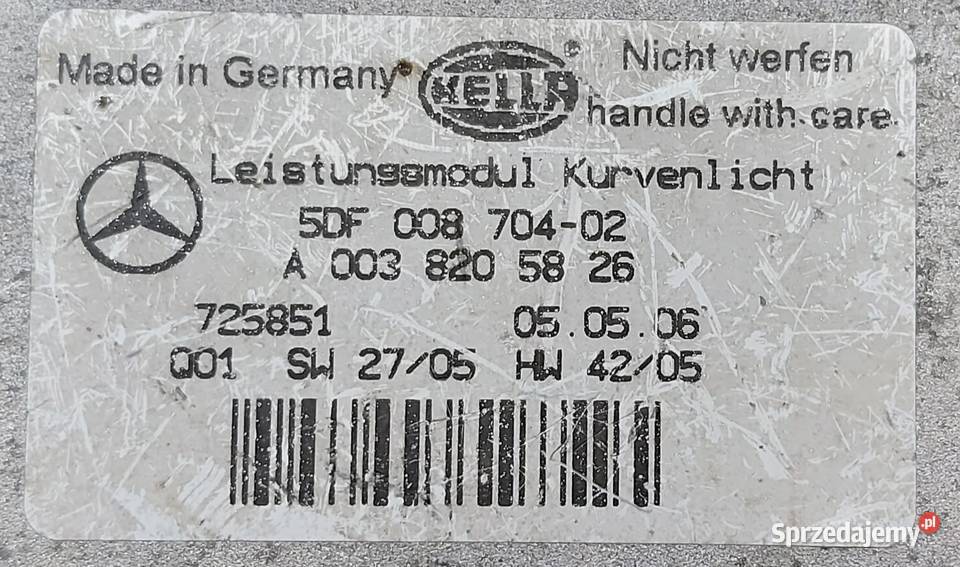 Made in Germany HELLA ® Nicht werfen
handle with care
Leistungsmodul Kurvenlicht
5DF 008 704-02
A 003 820 58 26
725851 05.05.06
Q01 SW 27/05 HW 42/05
Sprzedajemy.pl